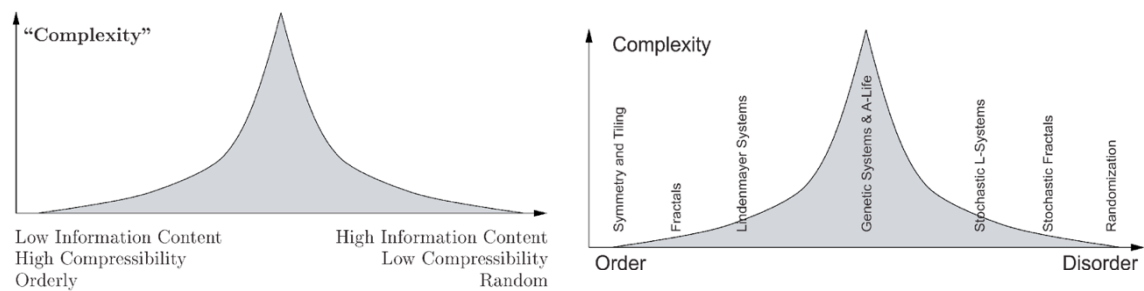 “Complexity”
Low Information Content
High Compressibility
Orderly
High Information Content
Low Compressibility
Random
Complexity
Symmetry and Tiling
Fractals
Lindenmayer Systems
Genetic Systems & A-Life
Stochastic L-Systems
Stochastic Fractals
Randomization
Order
Disorder